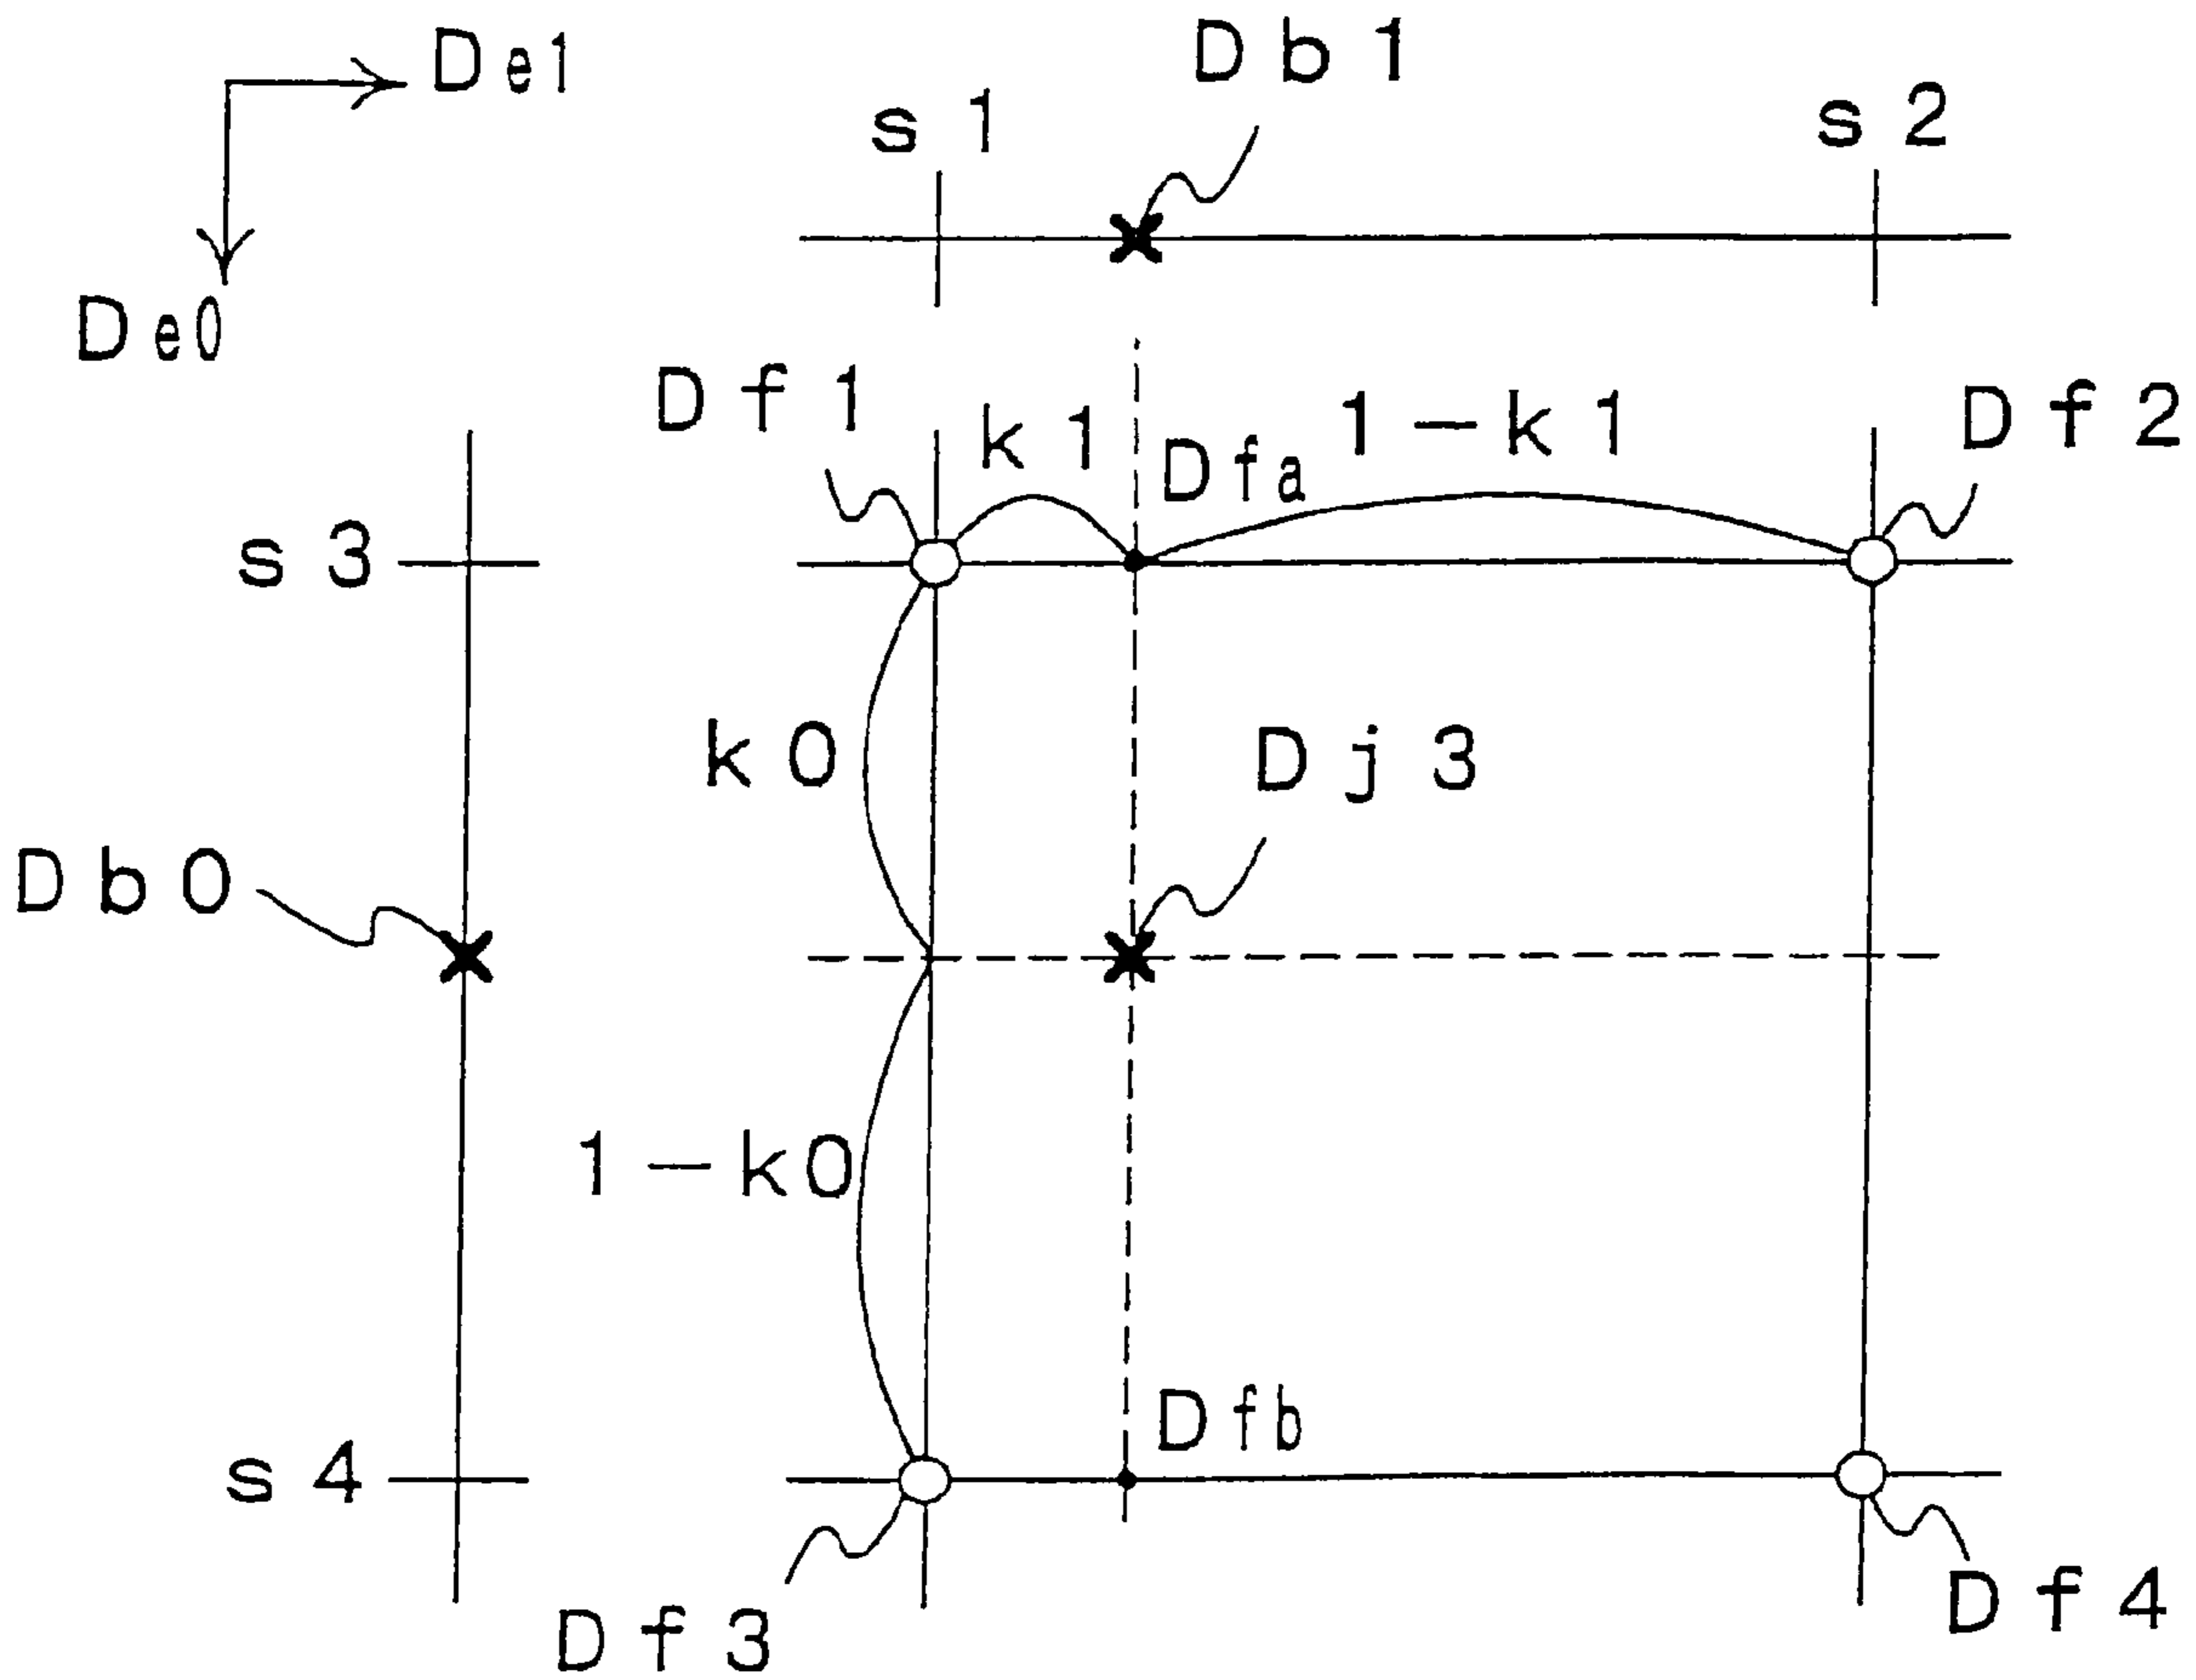 De1
De0
Db1
s1
s2
Df1
k1
Dfa
1-k1
Df2
s3
k0
Dj3
Db0
1-k0
Dfb
s4
Df3
Df4